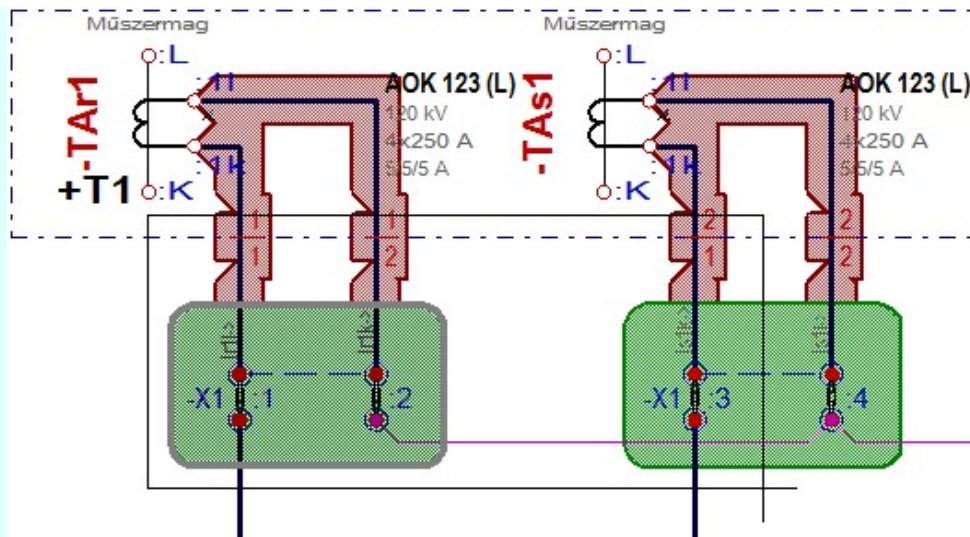 Műszermag
Műszermag
:L
:L
:1l
:1l
AOK 123 (L)
AOK 123 (L)
120 kV
120 kV
4x250 A
4x250 A
5/5/5 A
5/5/5 A
-TAr1
-TAs1
:1k
:1k
+T1
:K
:K
1
1
2
2
1
2
1
2
-X1
:1
:2
-X1
:3
:4